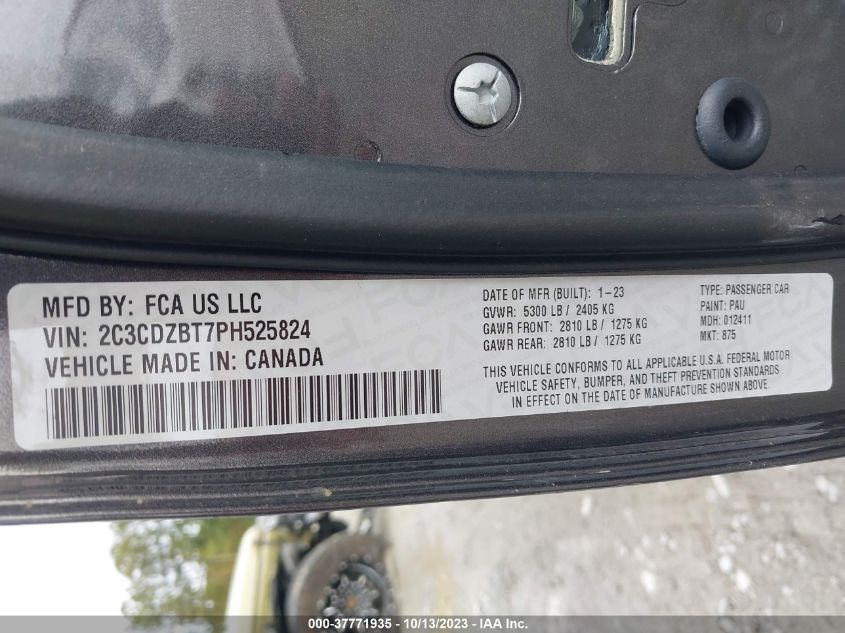 MFD BY: FCA US LLC
VIN: 2C3CDZBT7PH525824
VEHICLE MADE IN: CANADA
DATE OF MFR (BUILT): 1-23
GVWR: 5300 LB / 2405 KG
GAWR FRONT: 2810 LB / 1275 KG
GAWR REAR: 2810 LB / 1275 KG
TYPE: PASSENGER CAR
PAINT: PAU
MDH: 012411
MKT: 875
THIS VEHICLE CONFORMS TO ALL APPLICABLE U.S.A. FEDERAL MOTOR
VEHICLE SAFETY, BUMPER, AND THEFT PREVENTION STANDARDS
IN EFFECT ON THE DATE OF MANUFACTURE SHOWN ABOVE.
000-37771935 - 10/13/2023 - IAA Inc.